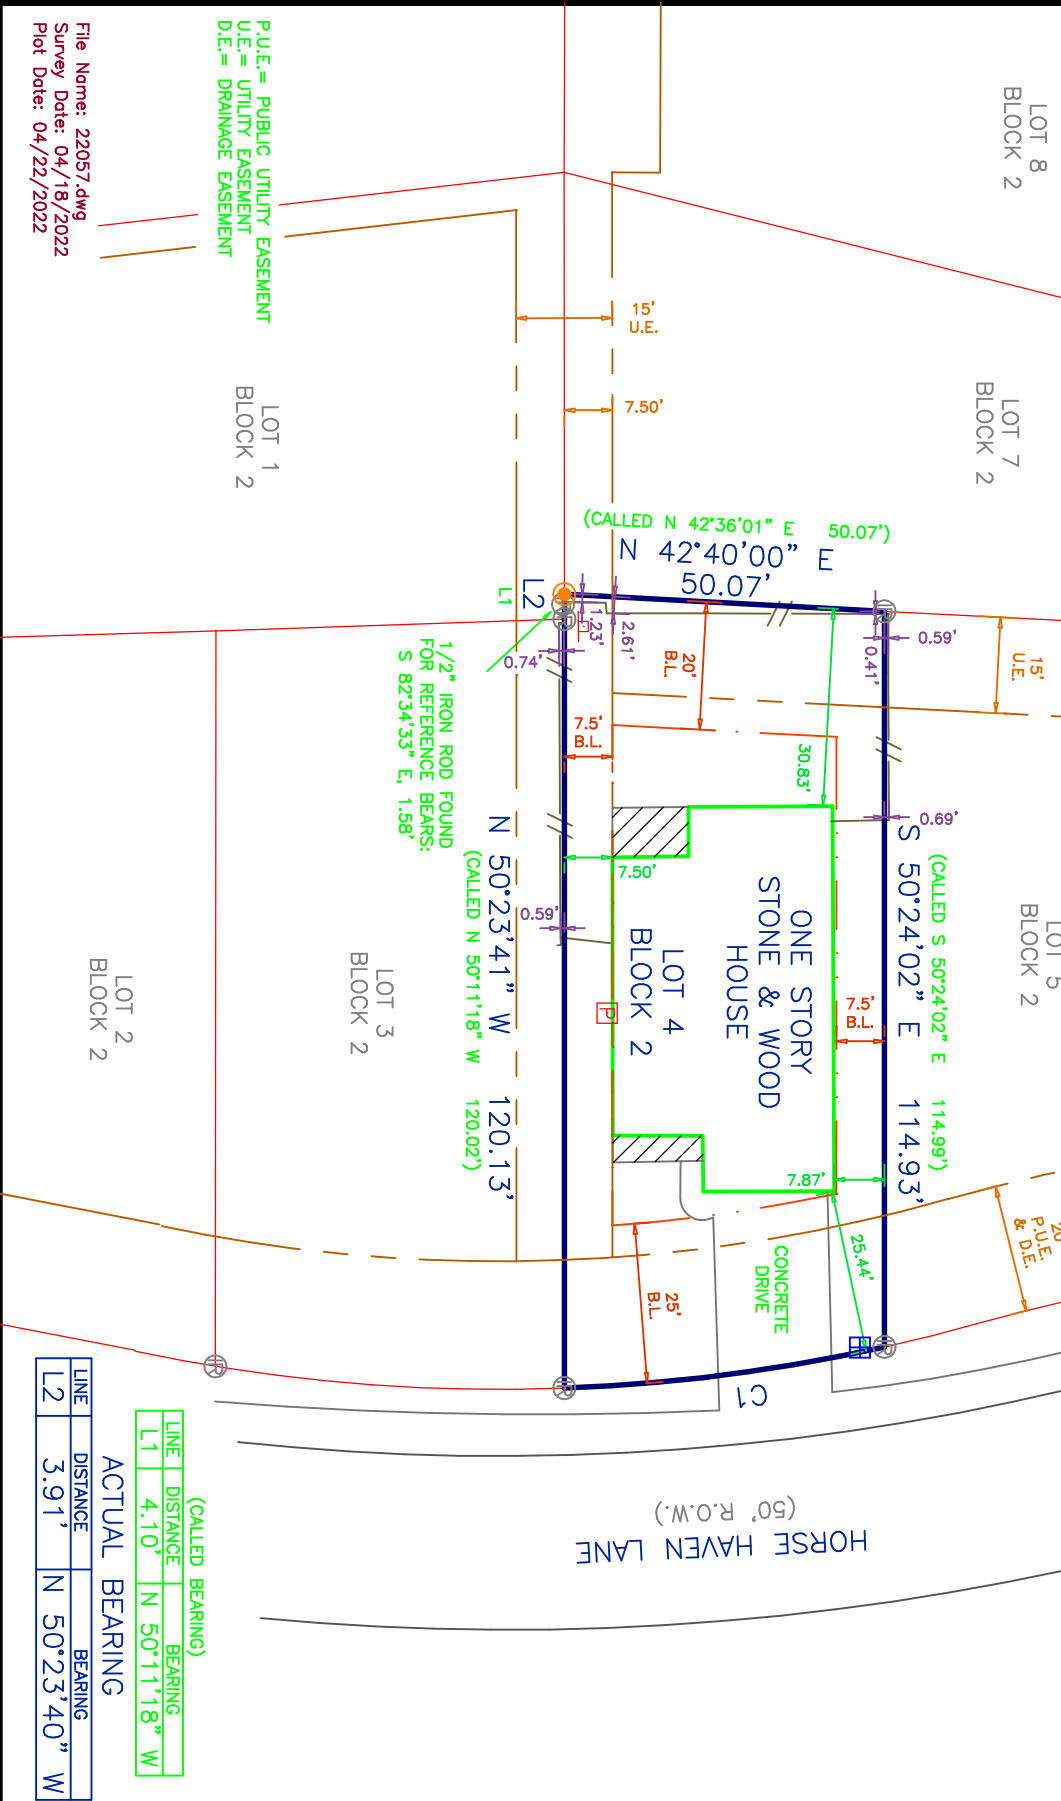 LOT 8
BLOCK 2
P.U.E.= PUBLIC UTILITY EASEMENT
U.E.= UTILITY EASEMENT
D.E.= DRAINAGE EASEMENT
File Name: 22057.dwg
Survey Date: 04/18/2022
Plot Date: 04/22/2022
15'
U.E.
7.50'
LOT 7
BLOCK 2
LOT 1
BLOCK 2
(CALLED N 42°36'01" E 50.07')
N 42°40'00" E
50.07'
L2
L1
1.23'
2.61'
0.74'
0.59'
0.41'
15'
U.E.
20'
B.L.
7.5'
B.L.
30.83'
0.69'
1/2" IRON ROD FOUND
FOR REFERENCE BEARS:
S 82°34'33" E, 1.58'
7.50'
0.59'
N 50°23'41" W 120.13'
(CALLED N 50°11'18" W 120.02')
(CALLED S 50°24'02" E 114.99')
S 50°24'02" E 114.93'
LOT 5
BLOCK 2
ONE STORY
STONE & WOOD
HOUSE
LOT 4
BLOCK 2
P
7.5'
B.L.
LOT 3
BLOCK 2
LOT 2
BLOCK 2
7.87'
25.44'
20'
P.U.E.
& D.E.
CONCRETE
DRIVE
25'
B.L.
IR
IR
IR
IR
IR
C1
(50' R.O.W.)
HORSE HAVEN LANE
(CALLED BEARING)
LINE DISTANCE BEARING
L1 4.10' N 50°11'18" W
ACTUAL BEARING
LINE DISTANCE BEARING
L2 3.91' N 50°23'40" W